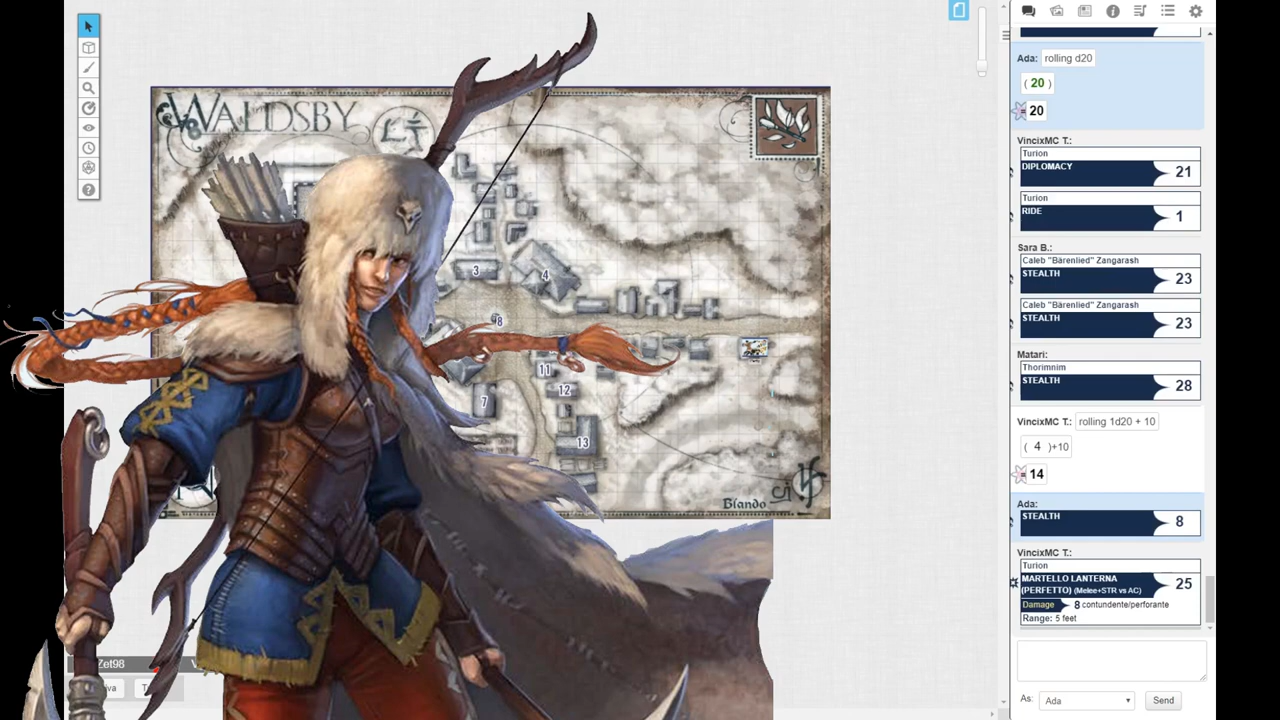 WALDSBY
3
4
8
11
12
7
13
Biando
Zet98
Ada: rolling d20
( 20 )
= 20
VincixMC T.:
Turion
DIPLOMACY 21
Turion
RIDE 1
Sara B.:
Caleb "Bärenlied" Zangarash
STEALTH 23
Caleb "Bärenlied" Zangarash
STEALTH 23
Matari:
Thorimnim
STEALTH 28
VincixMC T.: rolling 1d20 + 10
( 4 )+10
= 14
Ada:
STEALTH 8
VincixMC T.:
Turion
MARTELLO LANTERNA
(PERFETTO) (Melee+STR vs AC) 25
Damage 8 contundente/perforante
Range: 5 feet
As: Ada Send